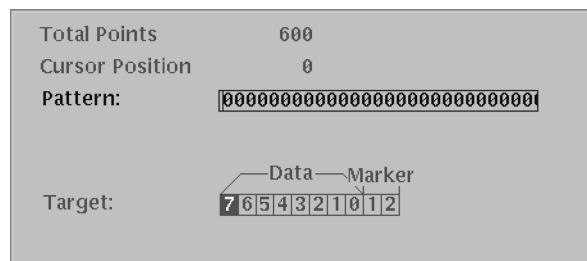 Total Points 600
Cursor Position 0
Pattern: 0000000000000000000000000000
Data Marker
Target: 7 6 5 4 3 2 1 0 1 2